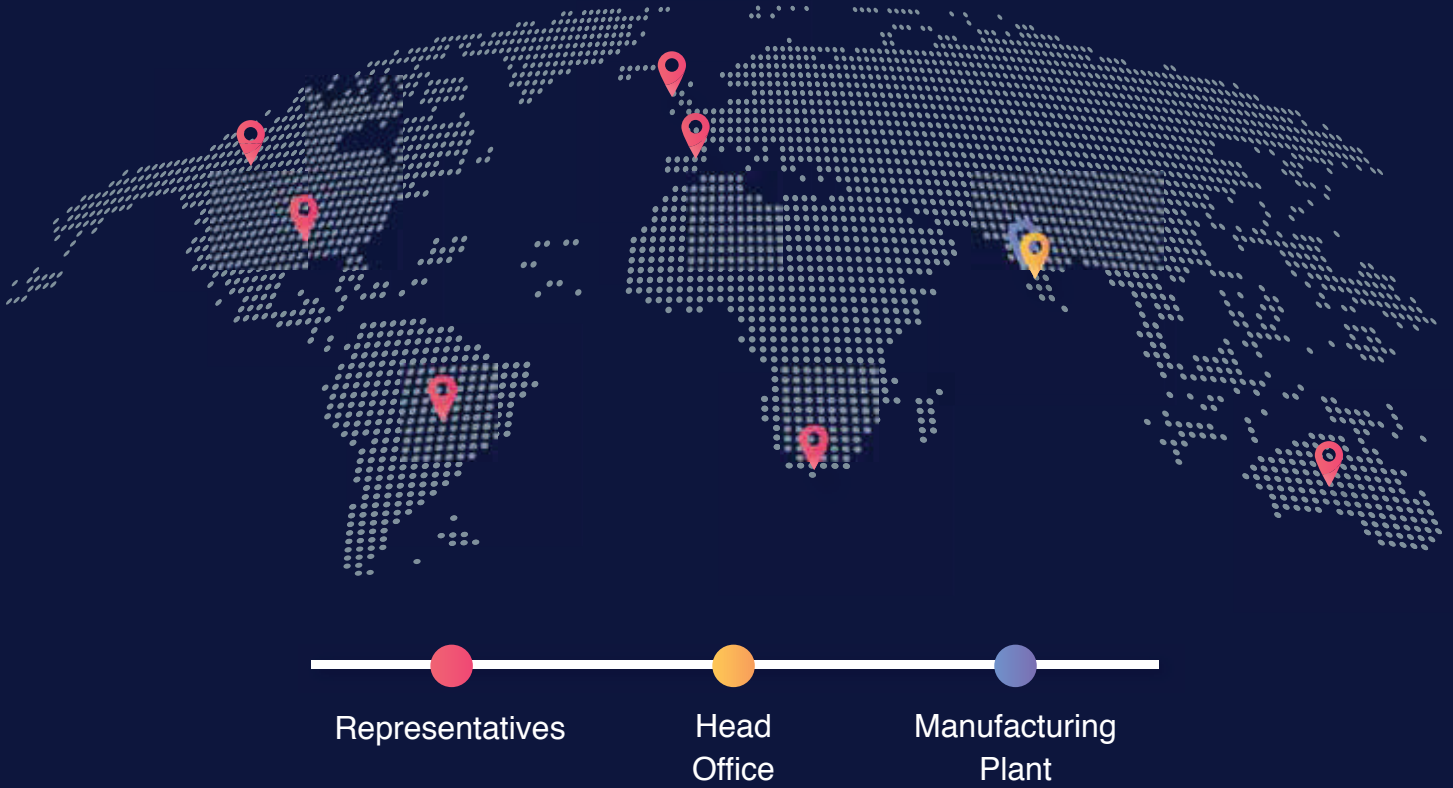 Representatives
Head
Office
Manufacturing
Plant